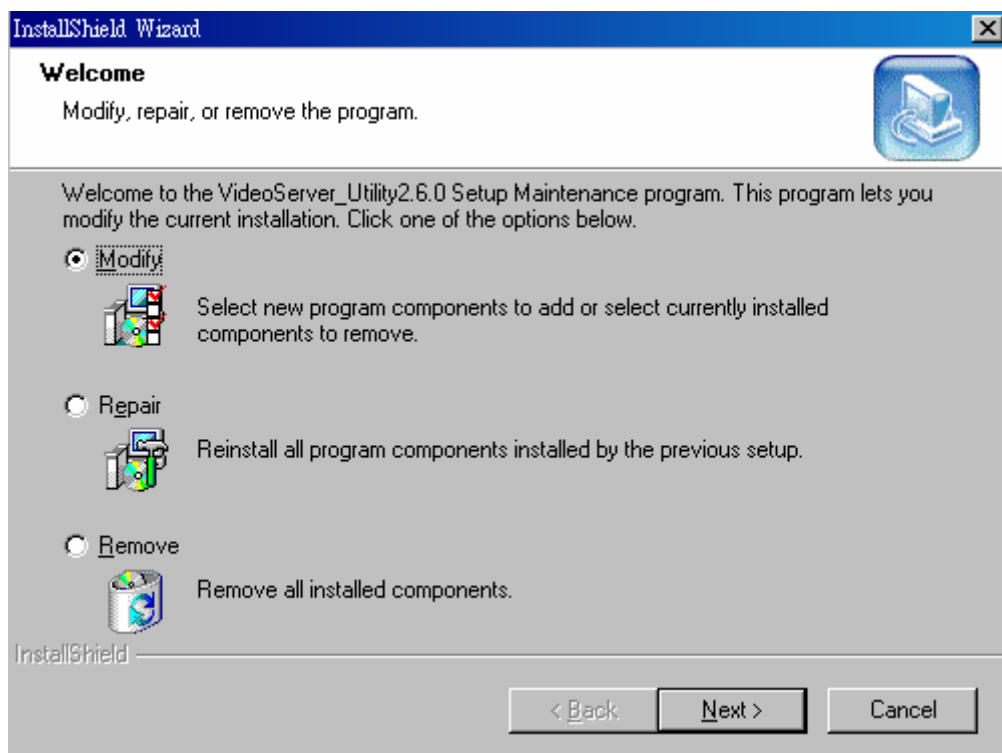 InstallShield Wizard
Welcome
Modify, repair, or remove the program.
Welcome to the VideoServer_Utility2.6.0 Setup Maintenance program. This program lets you
modify the current installation. Click one of the options below.
Modify
Select new program components to add or select currently installed
components to remove.
Repair
Reinstall all program components installed by the previous setup.
Remove
Remove all installed components.
InstallShield
< Back
Next >
Cancel